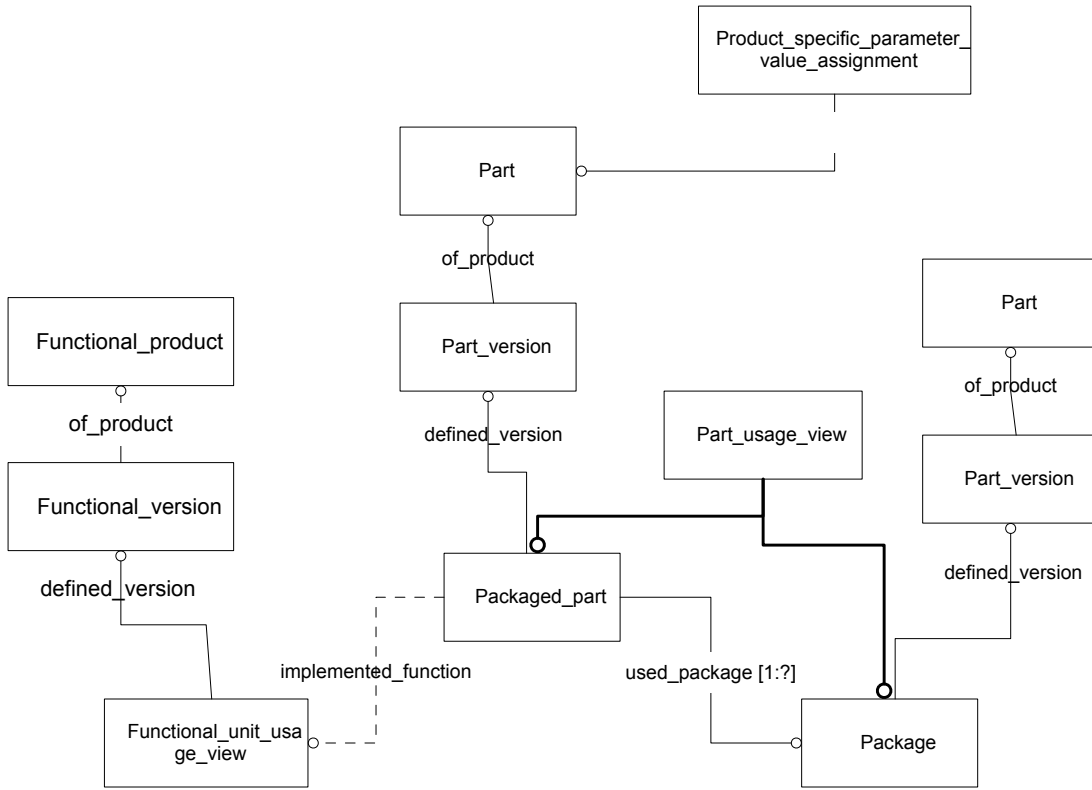 Product_specific_parameter_
value_assignment
Part
of_product
Part
Functional_product
Part_version
of_product
of_product
Part_usage_view
defined_version
Part_version
Functional_version
defined_version
defined_version
Packaged_part
implemented_function
used_package [1:?]
Functional_unit_usa
ge_view
Package